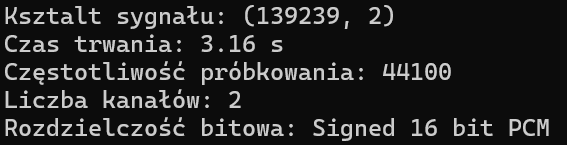 Kształt sygnału: (139239, 2)
Czas trwania: 3.16 s
Częstotliwość próbkowania: 44100
Liczba kanałów: 2
Rozdzielczość bitowa: Signed 16 bit PCM